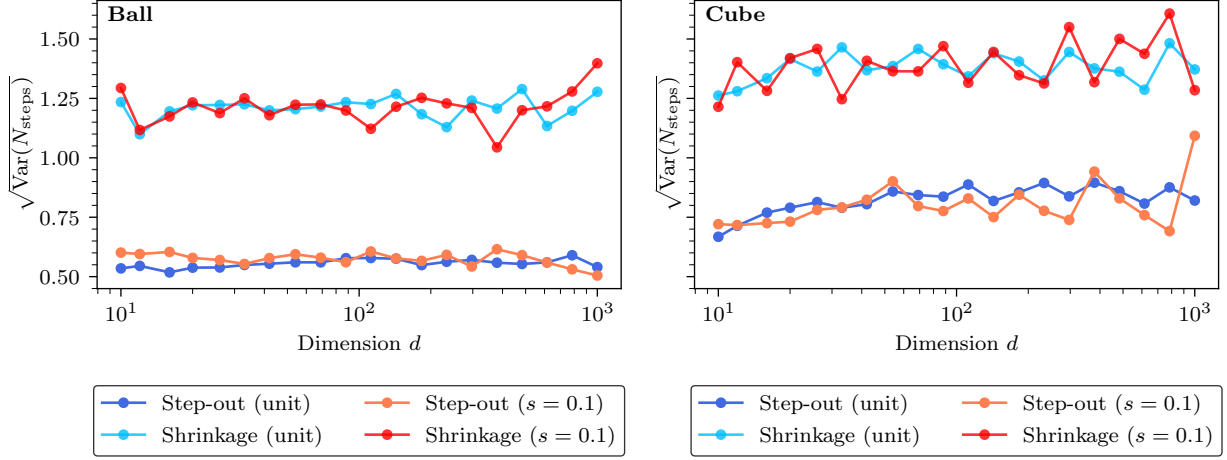 Ball
√Var(N_steps)
1.50
1.25
1.00
0.75
0.50
10^1
10^2
10^3
Dimension d
Step-out (unit)
Step-out (s = 0.1)
Shrinkage (unit)
Shrinkage (s = 0.1)
Cube
√Var(N_steps)
10^1
10^2
10^3
Dimension d
Step-out (unit)
Step-out (s = 0.1)
Shrinkage (unit)
Shrinkage (s = 0.1)